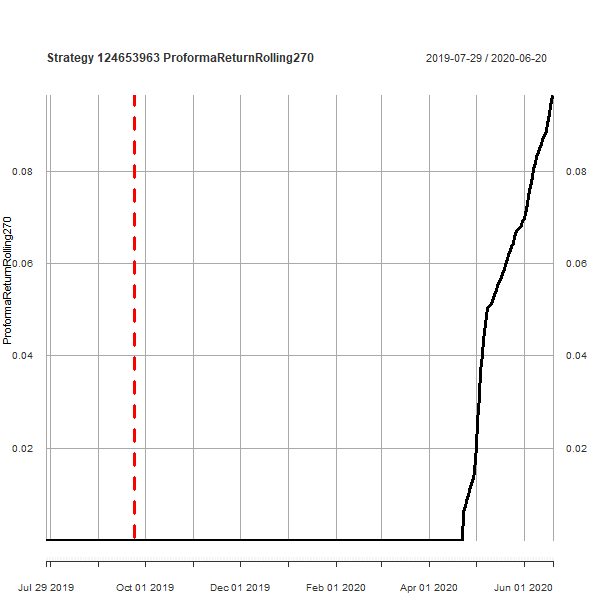 Strategy 124653963 ProformaReturnRolling270
2019-07-29 / 2020-06-20
ProformaReturnRolling270
0.08
0.08
0.06
0.06
0.04
0.04
0.02
0.02
Jul 29 2019
Oct 01 2019
Dec 01 2019
Feb 01 2020
Apr 01 2020
Jun 01 2020